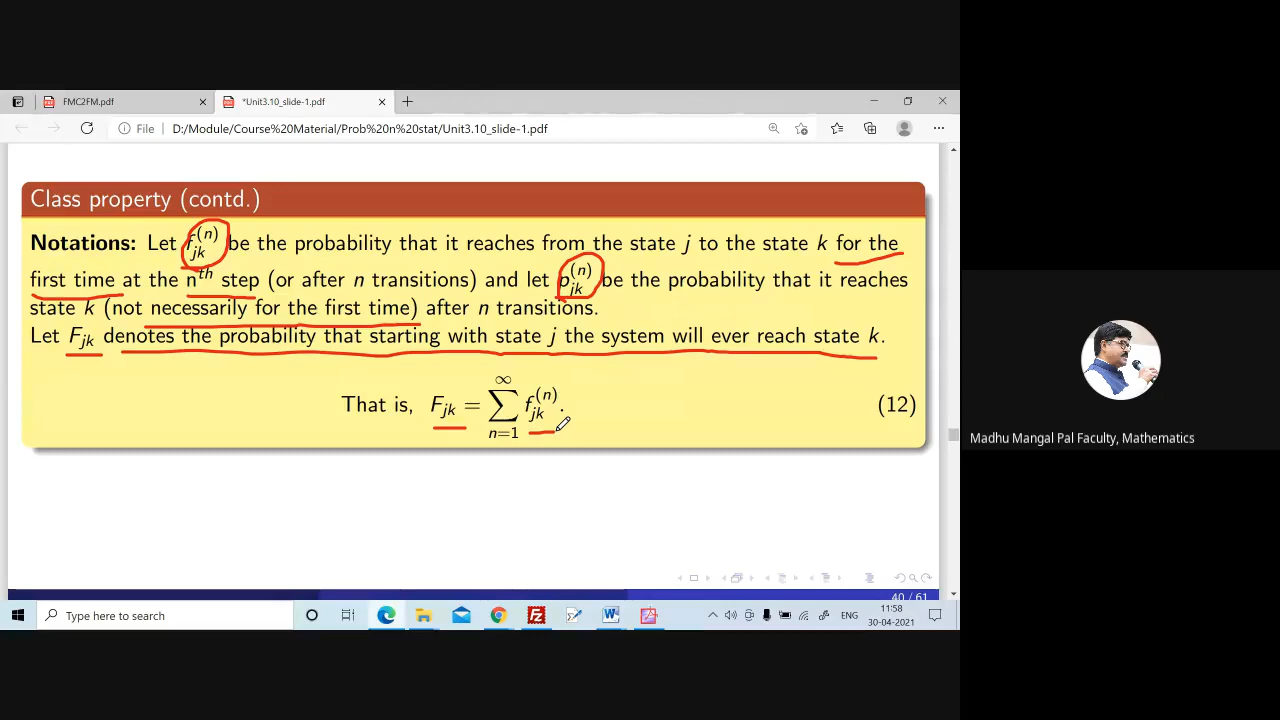 FMC2FM.pdf
*Unit3.10_slide-1.pdf
File
D:/Module/Course%20Material/Prob%20n%20stat/Unit3.10_slide-1.pdf
Class property (contd.)
Notations: Let f_{jk}^{(n)} be the probability that it reaches from the state j to the state k for the
first time at the n^{th} step (or after n transitions) and let p_{jk}^{(n)} be the probability that it reaches
state k (not necessarily for the first time) after n transitions.
Let F_{jk} denotes the probability that starting with state j the system will ever reach state k.
That is, F_{jk} = \sum_{n=1}^{∞} f_{jk}^{(n)}. (12)
Madhu Mangal Pal Faculty, Mathematics
40 / 61
Type here to search
ENG
11:58
30-04-2021